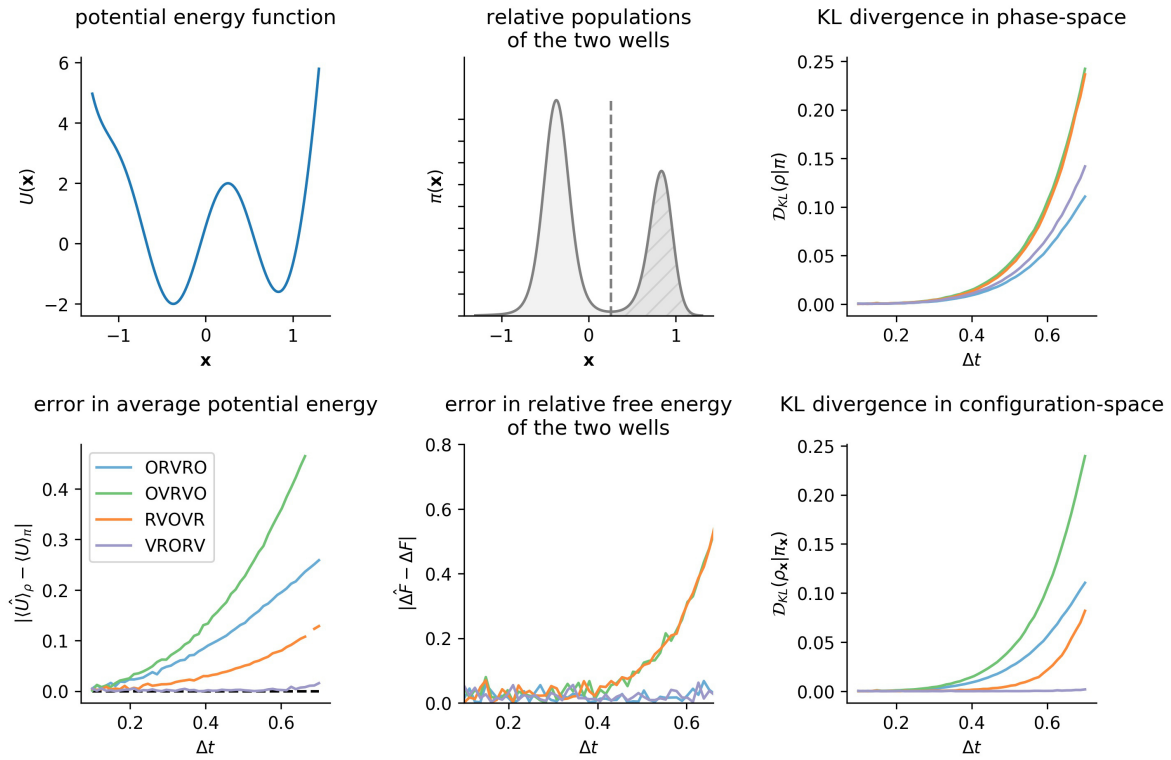 potential energy function
6
4
2
0
−2
U(x)
−1
0
1
x
relative populations
of the two wells
π(x)
−1
0
1
x
KL divergence in phase-space
0.25
0.20
0.15
0.10
0.05
0.00
𝒟KL(ρ|π)
0.2
0.4
0.6
Δt
error in average potential energy
0.4
0.3
0.2
0.1
0.0
|⟨Û⟩ρ − ⟨U⟩π|
ORVRO
OVRVO
RVOVR
VRORV
0.2
0.4
0.6
Δt
error in relative free energy
of the two wells
0.8
0.6
0.4
0.2
0.0
|ΔF̂ − ΔF|
0.2
0.4
0.6
Δt
KL divergence in configuration-space
0.25
0.20
0.15
0.10
0.05
0.00
𝒟KL(ρx|πx)
0.2
0.4
0.6
Δt